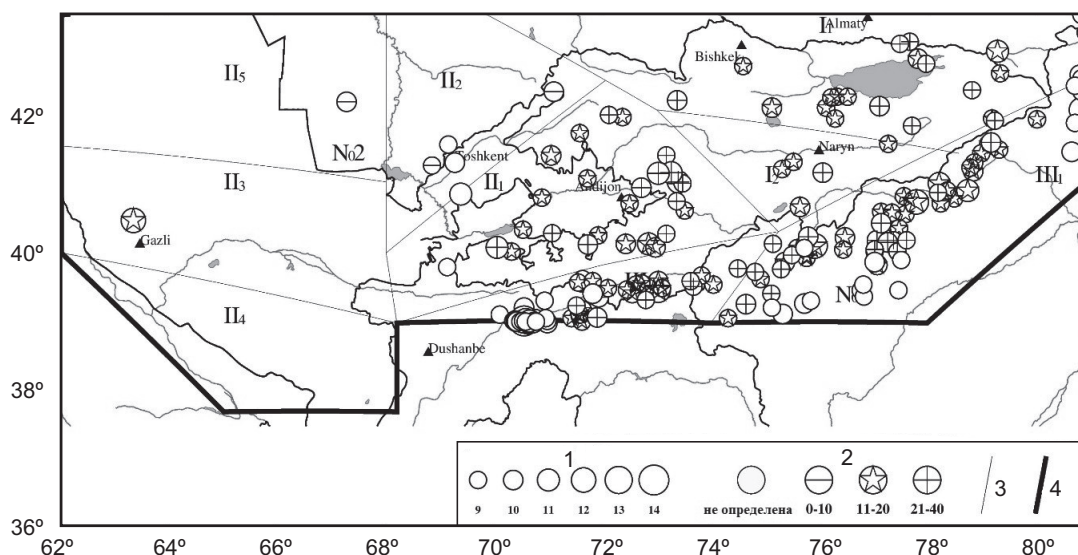 I₁
Almaty
Bishkek
II₅
II₂
42º
№2
Toshkent
Naryn
II₃
II₁
I₂
III₁
Andijon
Gazli
40º
N
II₄
Dushanbe
38º
1
2
3
4
9
10
11
12
13
14
не определена
0-10
11-20
21-40
36º
62º
64º
66º
68º
70º
72º
74º
76º
78º
80º